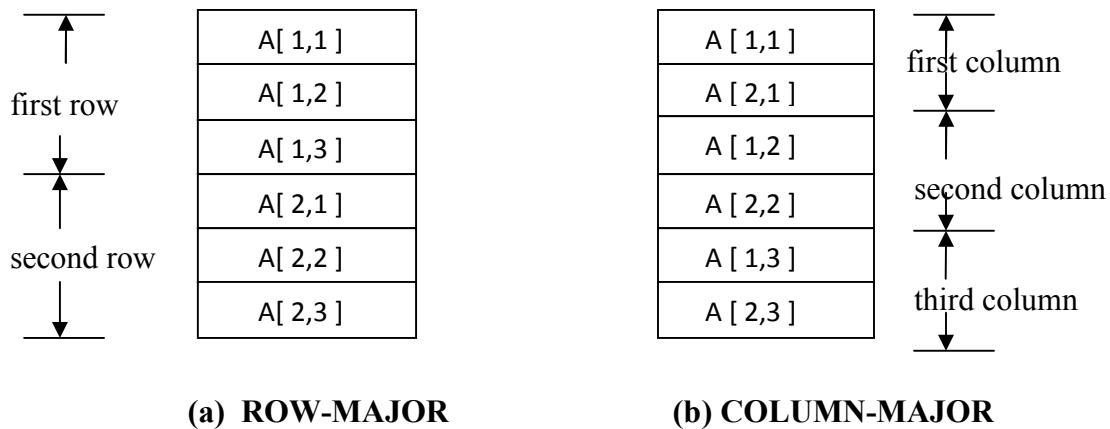 first row
second row
A[ 1,1 ]
A[ 1,2 ]
A[ 1,3 ]
A[ 2,1 ]
A[ 2,2 ]
A[ 2,3 ]
(a) ROW-MAJOR
A [ 1,1 ]
A [ 2,1 ]
A [ 1,2 ]
A [ 2,2 ]
A [ 1,3 ]
A [ 2,3 ]
first column
second column
third column
(b) COLUMN-MAJOR